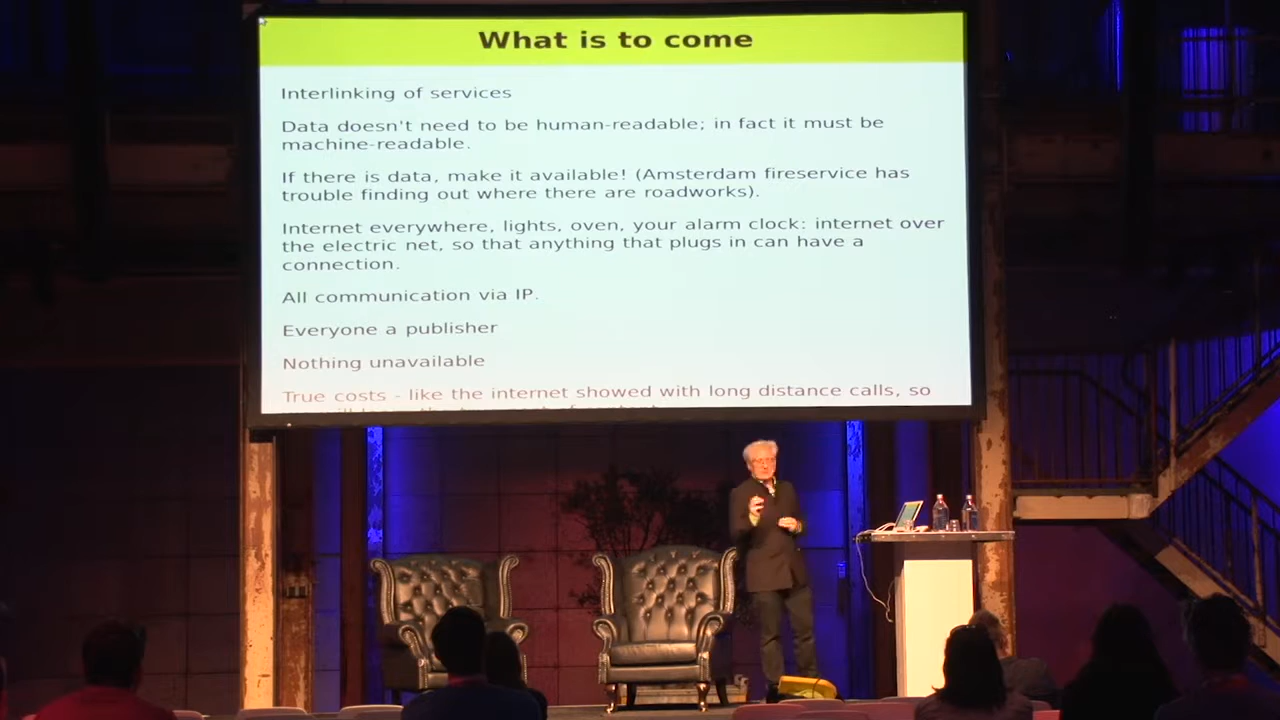 What is to come
Interlinking of services
Data doesn't need to be human-readable; in fact it must be
machine-readable.
If there is data, make it available! (Amsterdam fireservice has
trouble finding out where there are roadworks).
Internet everywhere, lights, oven, your alarm clock: internet over
the electric net, so that anything that plugs in can have a
connection.
All communication via IP.
Everyone a publisher
Nothing unavailable
True costs - like the internet showed with long distance calls, so